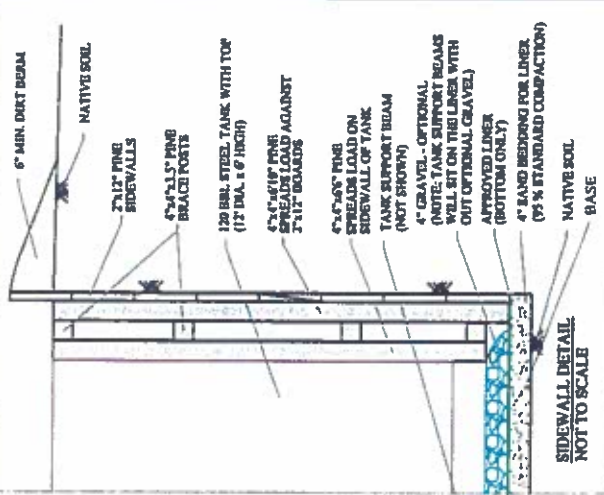 6" MIN. DIRT BEAM
NATIVE SOIL
2"x12" PINE
SIDEWALLS
4"x4"x1.5" PINE
BRACE POSTS
120 BBL STEEL TANK WITH TOP
(12' DIA. x 6' HIGH)
4"x4"x6'10" PINE
SPREADS LOAD AGAINST
2"x12" BOARDS
4"x4"x6'6" PINE
SPREADS LOAD ON
SIDEWALL OF TANK
TANK SUPPORT BEAM
(NOT SHOWN)
4" GRAVEL - OPTIONAL
(NOTE: TANK SUPPORT BEAMS
WILL SIT ON THE LINER WITH
OUT OPTIONAL GRAVEL)
APPROVED LINER
(BOTTOM ONLY)
4" SAND BEDDING FOR LINER
(95 % STANDARD COMPACTION)
NATIVE SOIL
BASE
SIDEWALL DETAIL
NOT TO SCALE